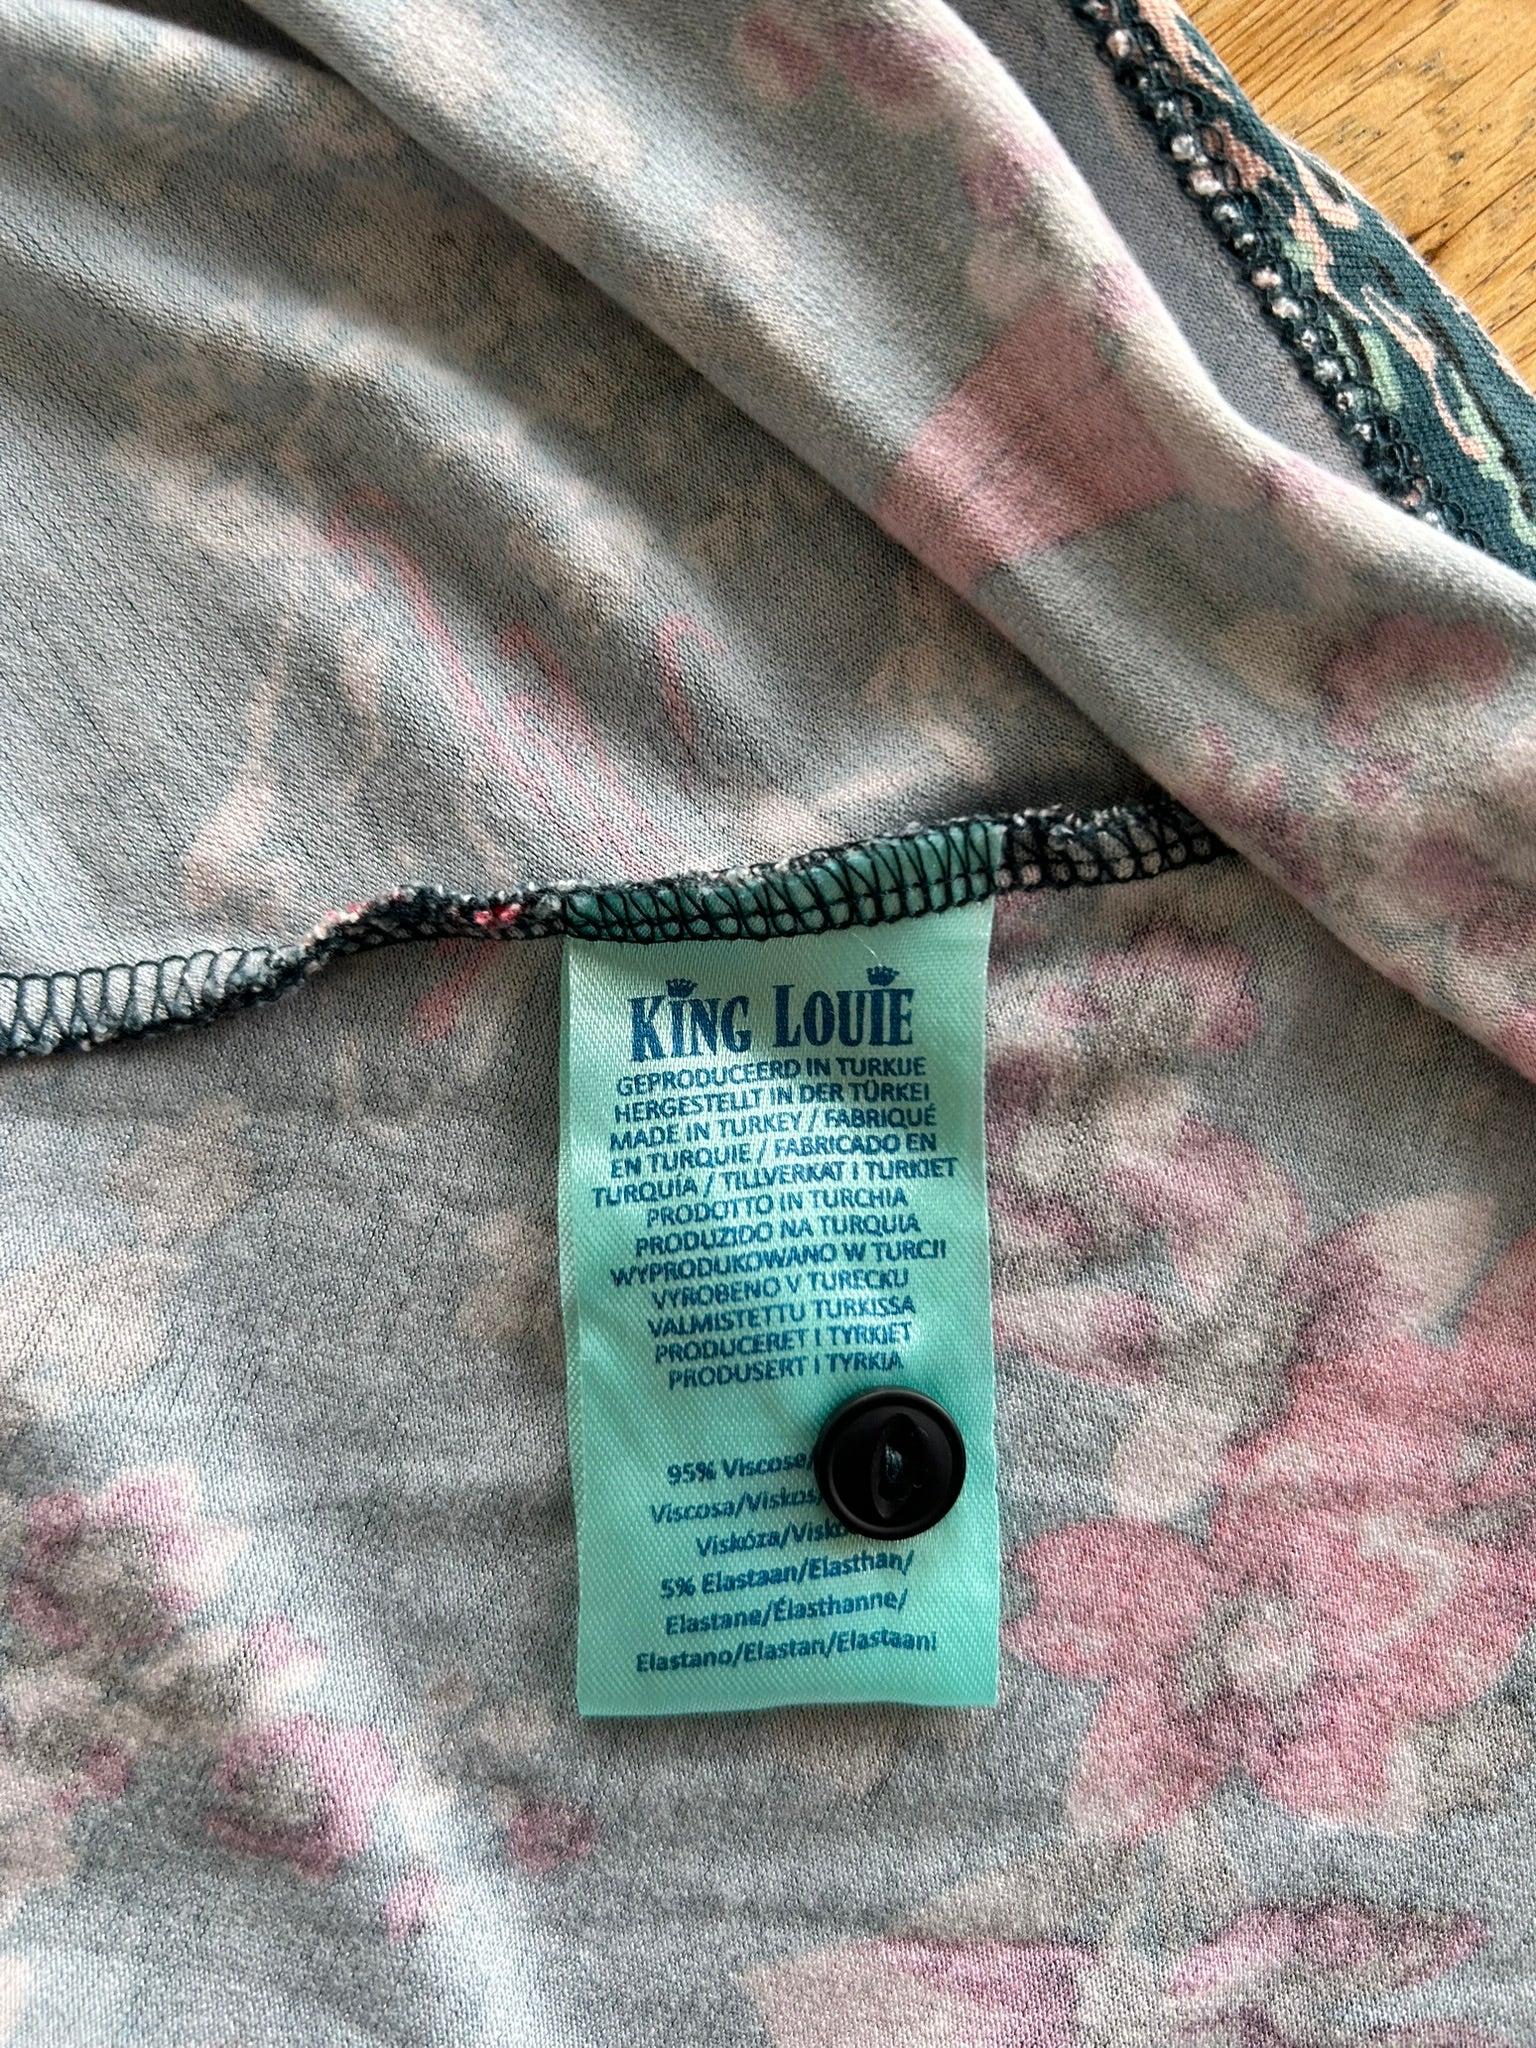 KING LOUIE
GEPRODUCEERD IN TURKIJE
HERGESTELLT IN DER TÜRKEI
MADE IN TURKEY / FABRIQUÉ
EN TURQUIE / FABRICADO EN
TURQUÍA / TILLVERKAT I TURKIET
PRODOTTO IN TURCHIA
PRODUZIDO NA TURQUIA
WYPRODUKOWANO W TURCJI
VYROBENO V TURECKU
VALMISTETTU TURKISSA
PRODUCERET I TYRKIET
PRODUSERT I TYRKIA
95% Viscose/
Viscosa/Viskos/
Viskóza/Visko
5% Elastaan/Elasthan/
Elastane/Élasthanne/
Elastano/Elastan/Elastaani